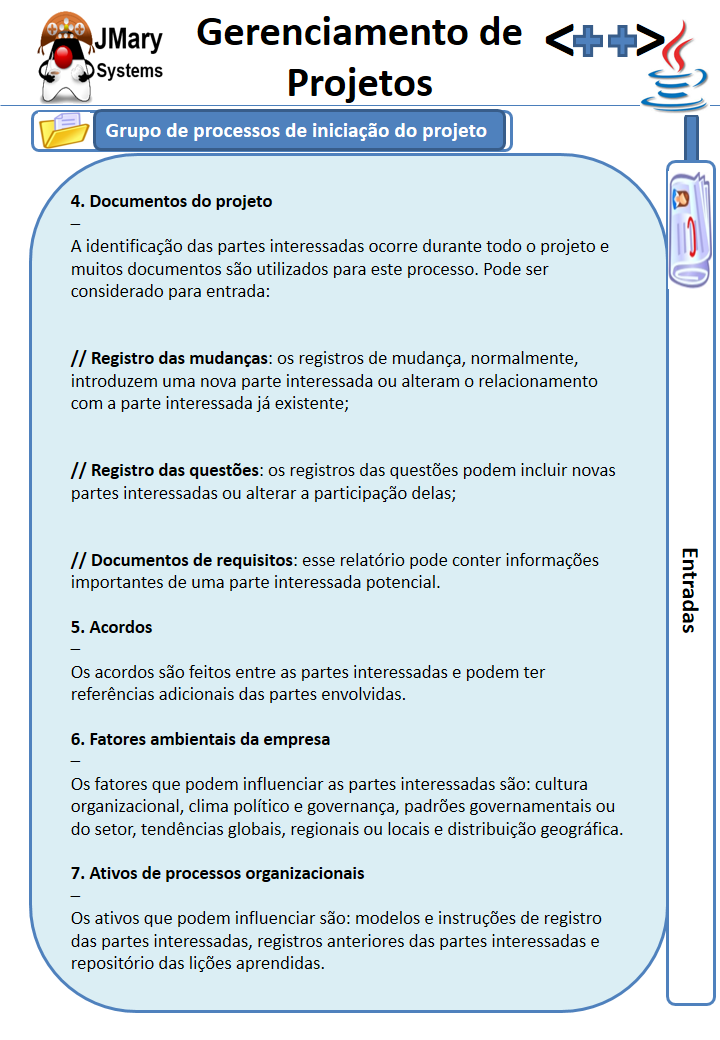 JMary
Systems
Gerenciamento de
Projetos
<++>
Grupo de processos de iniciação do projeto
4. Documentos do projeto
–
A identificação das partes interessadas ocorre durante todo o projeto e
muitos documentos são utilizados para este processo. Pode ser
considerado para entrada:
// Registro das mudanças: os registros de mudança, normalmente,
introduzem uma nova parte interessada ou alteram o relacionamento
com a parte interessada já existente;
// Registro das questões: os registros das questões podem incluir novas
partes interessadas ou alterar a participação delas;
// Documentos de requisitos: esse relatório pode conter informações
importantes de uma parte interessada potencial.
5. Acordos
–
Os acordos são feitos entre as partes interessadas e podem ter
referências adicionais das partes envolvidas.
6. Fatores ambientais da empresa
–
Os fatores que podem influenciar as partes interessadas são: cultura
organizacional, clima político e governança, padrões governamentais ou
do setor, tendências globais, regionais ou locais e distribuição geográfica.
7. Ativos de processos organizacionais
–
Os ativos que podem influenciar são: modelos e instruções de registro
das partes interessadas, registros anteriores das partes interessadas e
repositório das lições aprendidas.
Entradas